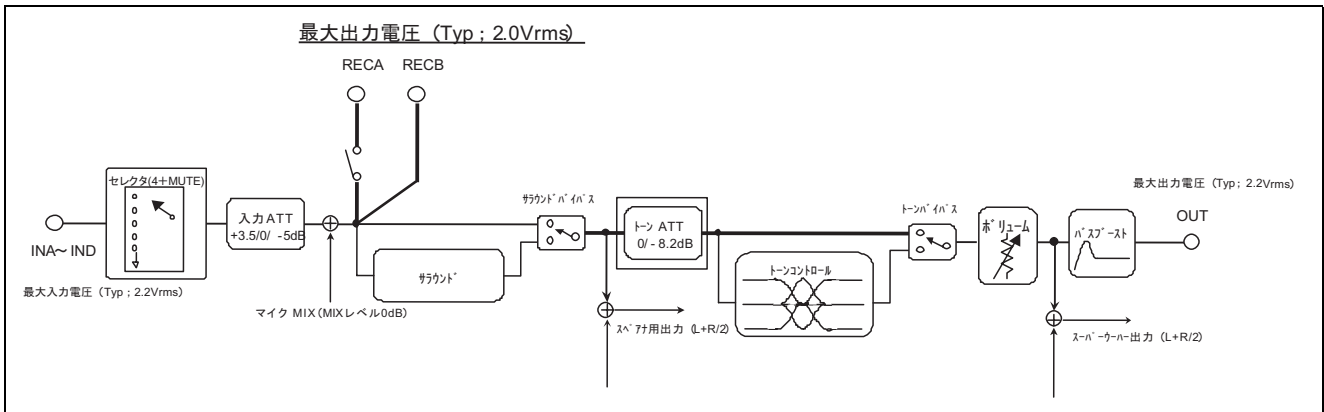 最大出力電圧 (Typ ; 2.0Vrms)
RECA RECB
セレクタ(4+MUTE)
INA~ IND
最大入力電圧 (Typ ; 2.2Vrms)
入力 ATT
+3.5/0/ -5dB
マイク MIX (MIXレベル0dB)
サラウンド
サラウンドバイパス
トーン ATT
0/ - 8.2dB
スペアナ用出力 (L+R/2)
トーンコントロール
トーンバイパス
ボリューム
バスブースト
最大出力電圧 (Typ ; 2.2Vrms)
OUT
スーパーウーハー出力 (L+R/2)